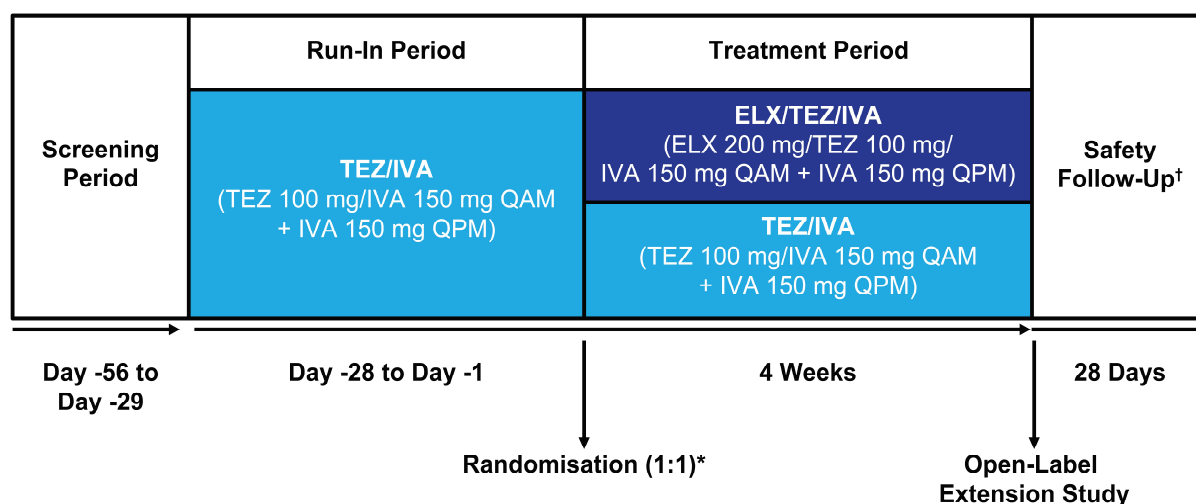 Screening
Period
Run-In Period
TEZ/IVA
(TEZ 100 mg/IVA 150 mg QAM
+ IVA 150 mg QPM)
Treatment Period
ELX/TEZ/IVA
(ELX 200 mg/TEZ 100 mg/
IVA 150 mg QAM + IVA 150 mg QPM)
TEZ/IVA
(TEZ 100 mg/IVA 150 mg QAM
+ IVA 150 mg QPM)
Safety
Follow-Up†
Day -56 to
Day -29
Day -28 to Day -1
4 Weeks
28 Days
Randomisation (1:1)*
Open-Label
Extension Study